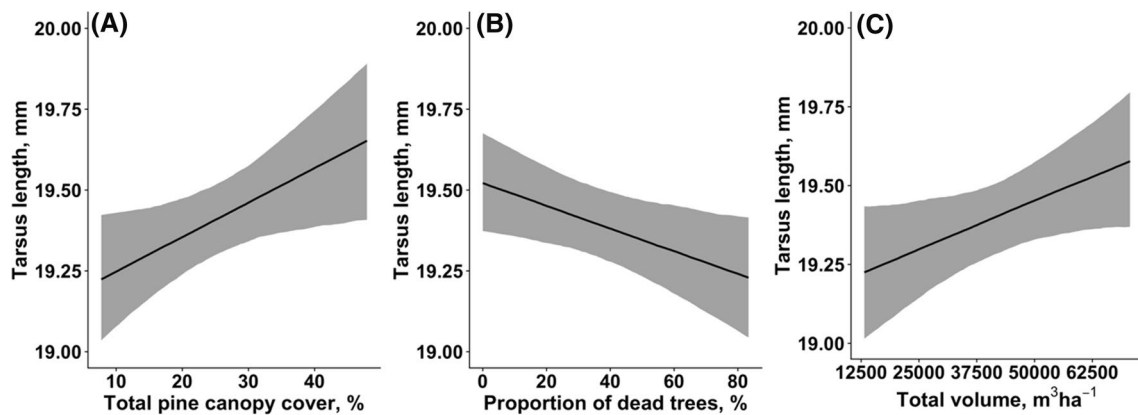 (A)
20.00
19.75
19.50
19.25
19.00
Tarsus length, mm
10 20 30 40
Total pine canopy cover, %
(B)
20.00
19.75
19.50
19.25
19.00
Tarsus length, mm
0 20 40 60 80
Proportion of dead trees, %
(C)
20.00
19.75
19.50
19.25
19.00
Tarsus length, mm
12500 25000 37500 50000 62500
Total volume, m³ha⁻¹